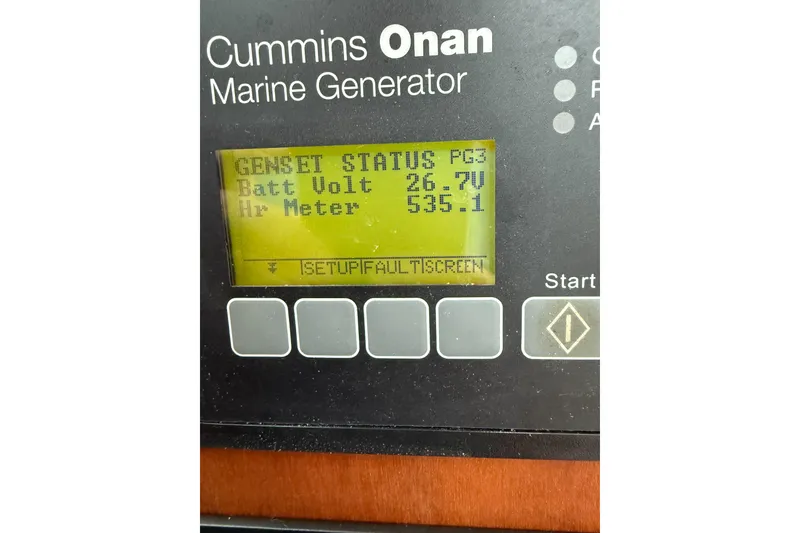 Cummins Onan
Marine Generator
GENSET STATUS PG3
Batt Volt 26.7V
Hr Meter 535.1
SETUP FAULT SCREEN
Start